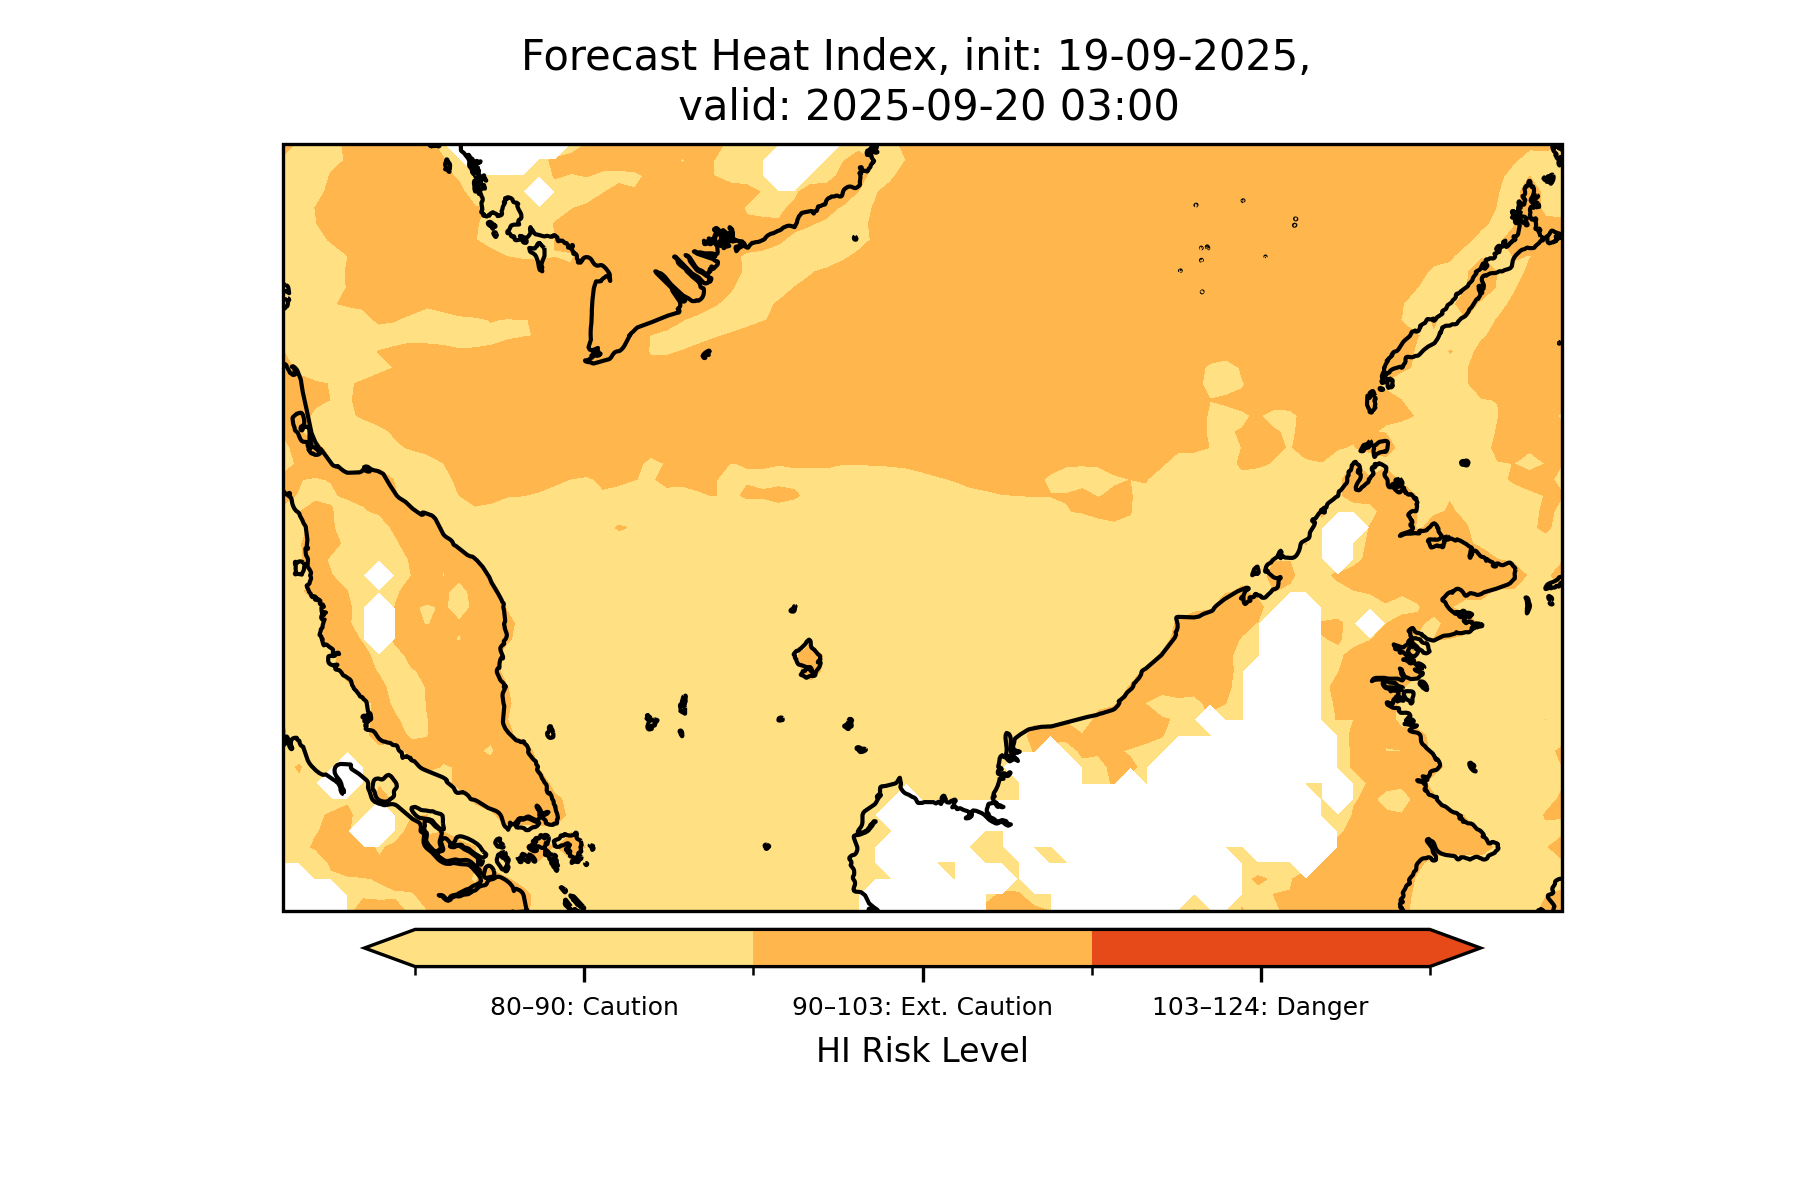 Forecast Heat Index, init: 19-09-2025,
valid: 2025-09-20 03:00
80–90: Caution
90–103: Ext. Caution
103–124: Danger
HI Risk Level